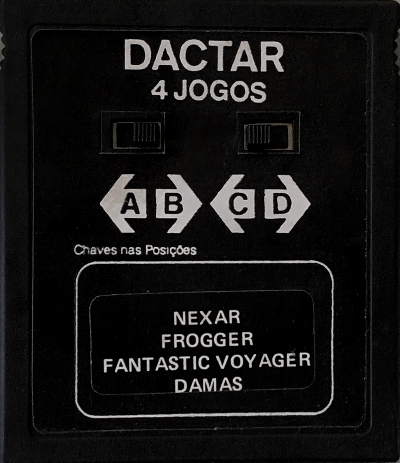 DACTAR
4 JOGOS
A B C D
Chaves nas Posições
NEXAR
FROGGER
FANTASTIC VOYAGER
DAMAS